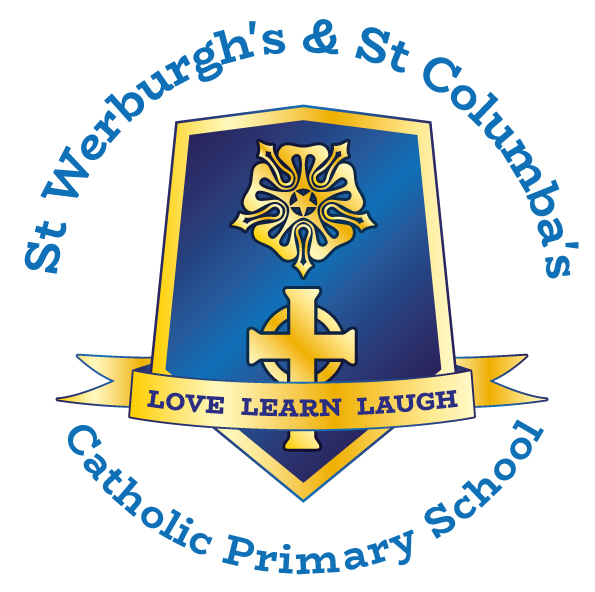 St Werburgh's & St Columba's
LOVE LEARN LAUGH
Catholic Primary School